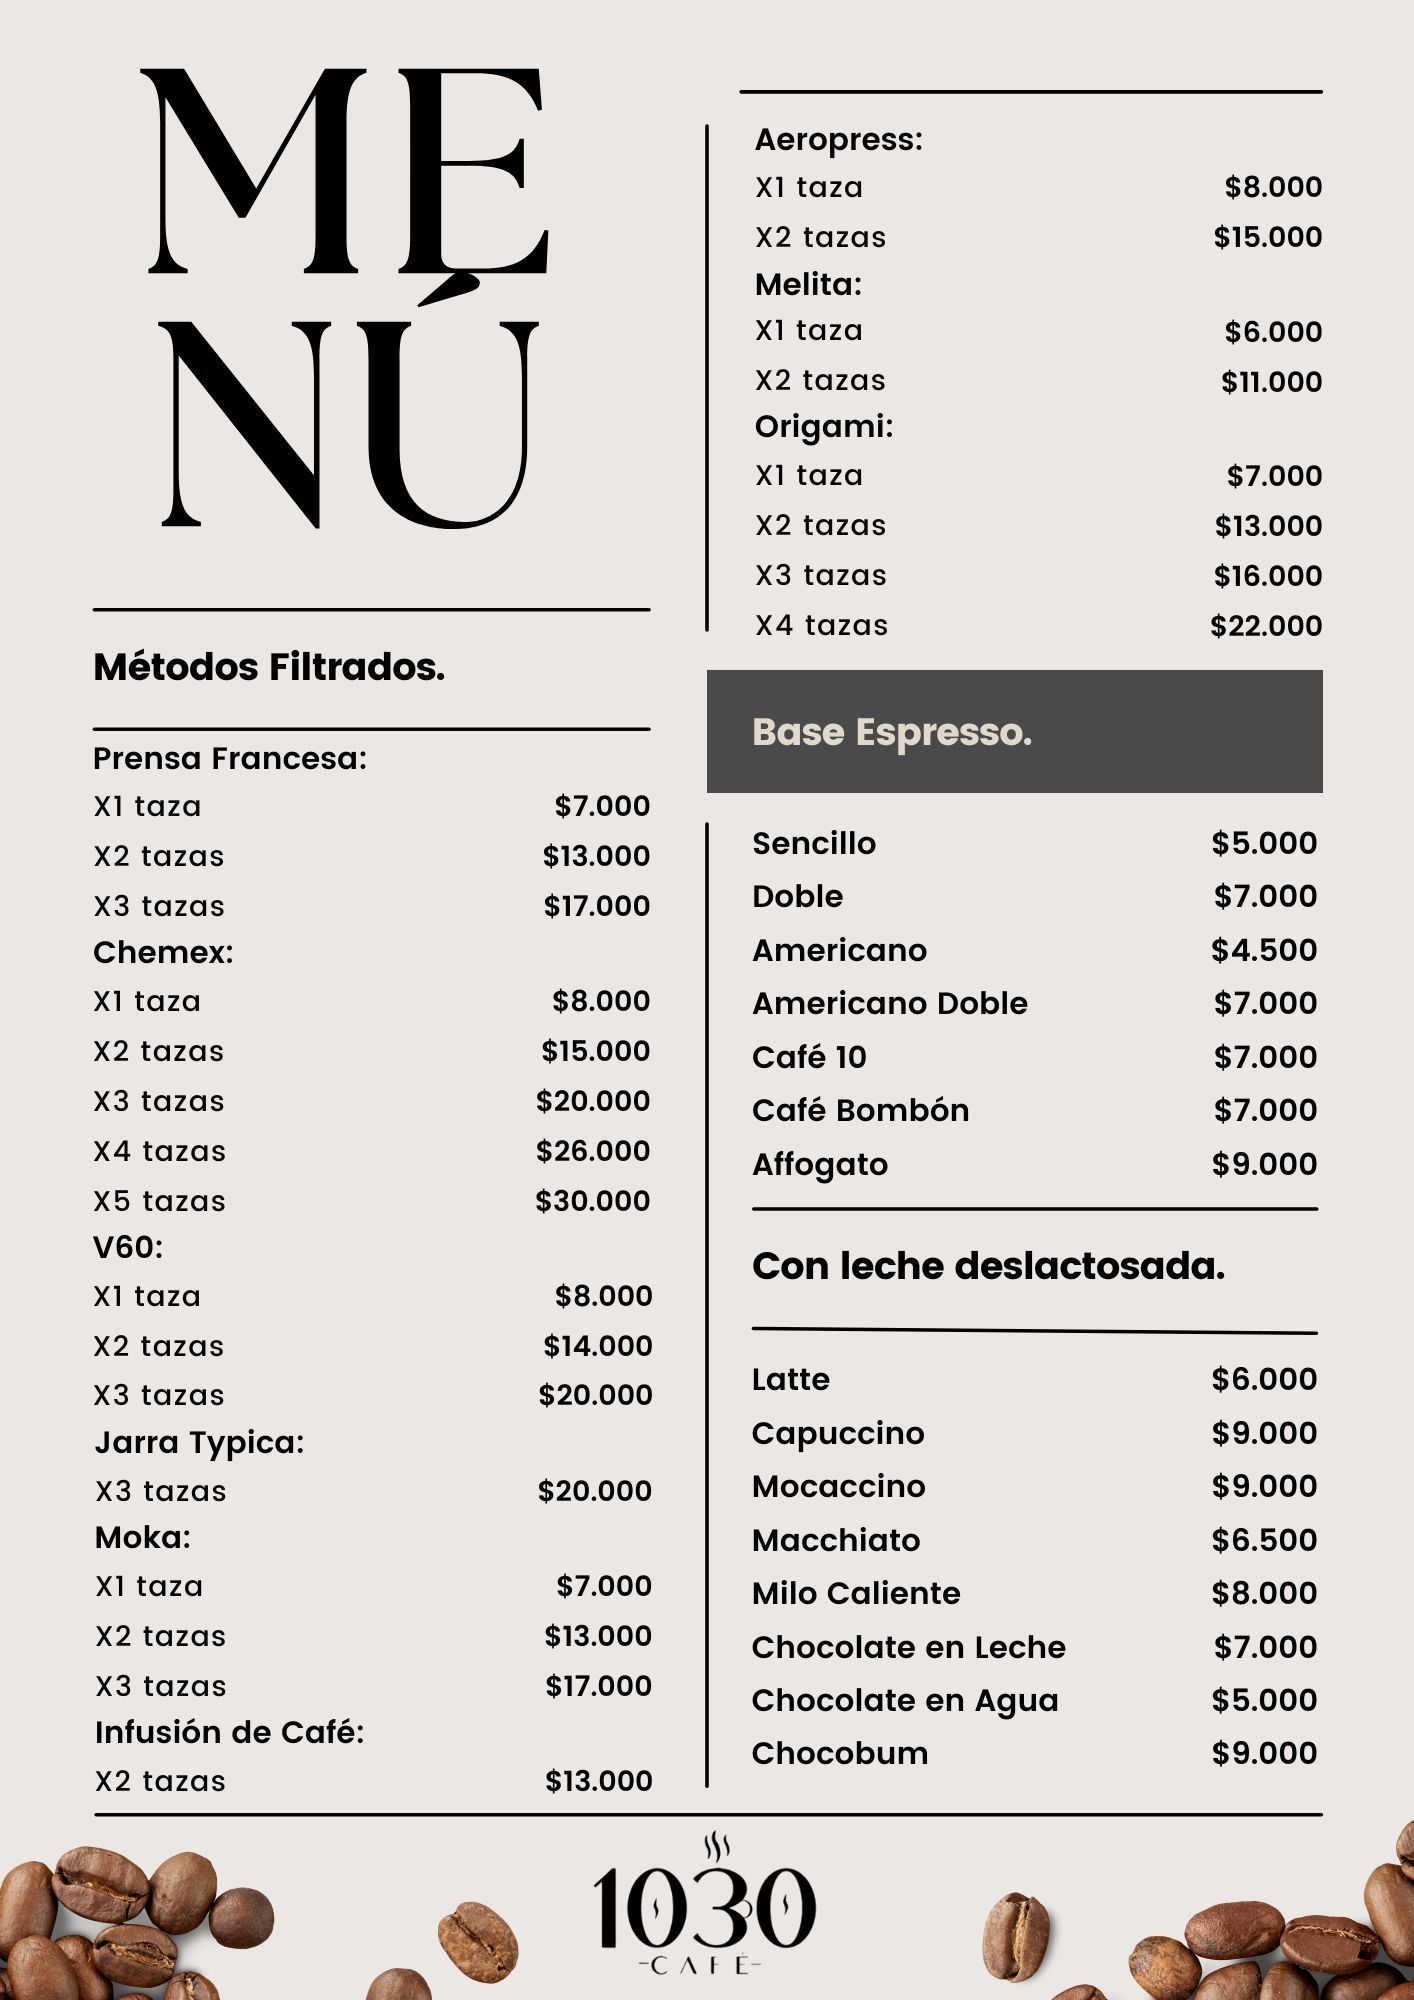 ME
NÚ
Métodos Filtrados.
Prensa Francesa:
X1 taza $7.000
X2 tazas $13.000
X3 tazas $17.000
Chemex:
X1 taza $8.000
X2 tazas $15.000
X3 tazas $20.000
X4 tazas $26.000
X5 tazas $30.000
V60:
X1 taza $8.000
X2 tazas $14.000
X3 tazas $20.000
Jarra Typica:
X3 tazas $20.000
Moka:
X1 taza $7.000
X2 tazas $13.000
X3 tazas $17.000
Infusión de Café:
X2 tazas $13.000
Aeropress:
X1 taza $8.000
X2 tazas $15.000
Melita:
X1 taza $6.000
X2 tazas $11.000
Origami:
X1 taza $7.000
X2 tazas $13.000
X3 tazas $16.000
X4 tazas $22.000
Base Espresso.
Sencillo $5.000
Doble $7.000
Americano $4.500
Americano Doble $7.000
Café 10 $7.000
Café Bombón $7.000
Affogato $9.000
Con leche deslactosada.
Latte $6.000
Capuccino $9.000
Mocaccino $9.000
Macchiato $6.500
Milo Caliente $8.000
Chocolate en Leche $7.000
Chocolate en Agua $5.000
Chocobum $9.000
1030
-CAFÉ-